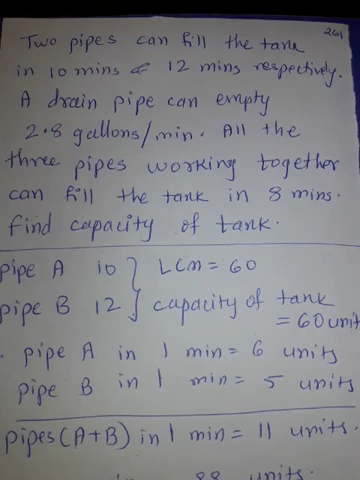 261
Two pipes can fill the tank
in 10 mins & 12 mins respectively.
A drain pipe can empty
2.8 gallons/min. All the
three pipes working together
can fill the tank in 8 mins.
find capacity of tank.
pipe A 10 } LCM = 60
pipe B 12 } capacity of tank
= 60 units
. pipe A in 1 min = 6 units
pipe B in 1 min = 5 units
pipes (A+B) in 1 min = 11 units.
88 units.